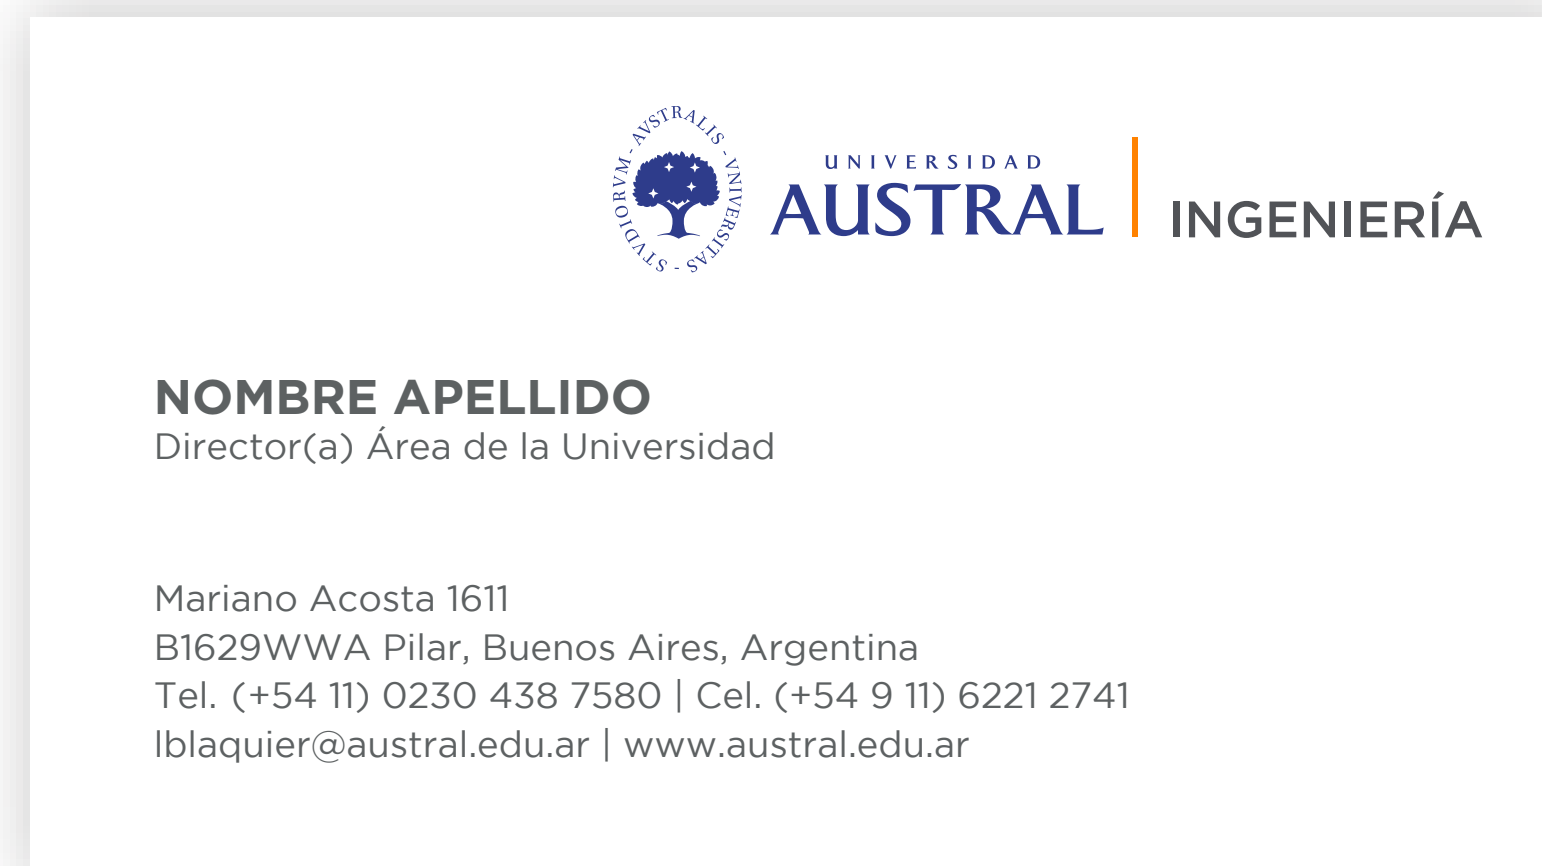 STVDIORVM - AVSTRALIS - VNIVERSITAS -
UNIVERSIDAD
AUSTRAL
INGENIERÍA
NOMBRE APELLIDO
Director(a) Área de la Universidad
Mariano Acosta 1611
B1629WWA Pilar, Buenos Aires, Argentina
Tel. (+54 11) 0230 438 7580 | Cel. (+54 9 11) 6221 2741
lblaquier@austral.edu.ar | www.austral.edu.ar